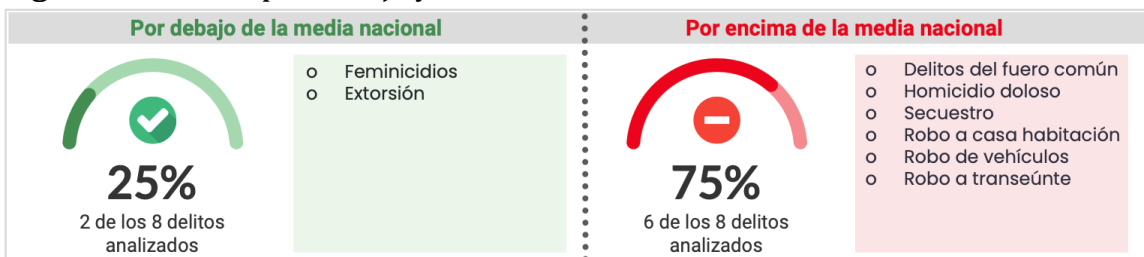 Por debajo de la media nacional
25%
2 de los 8 delitos
analizados
o Feminicidios
o Extorsión
Por encima de la media nacional
75%
6 de los 8 delitos
analizados
o Delitos del fuero común
o Homicidio doloso
o Secuestro
o Robo a casa habitación
o Robo de vehículos
o Robo a transeúnte